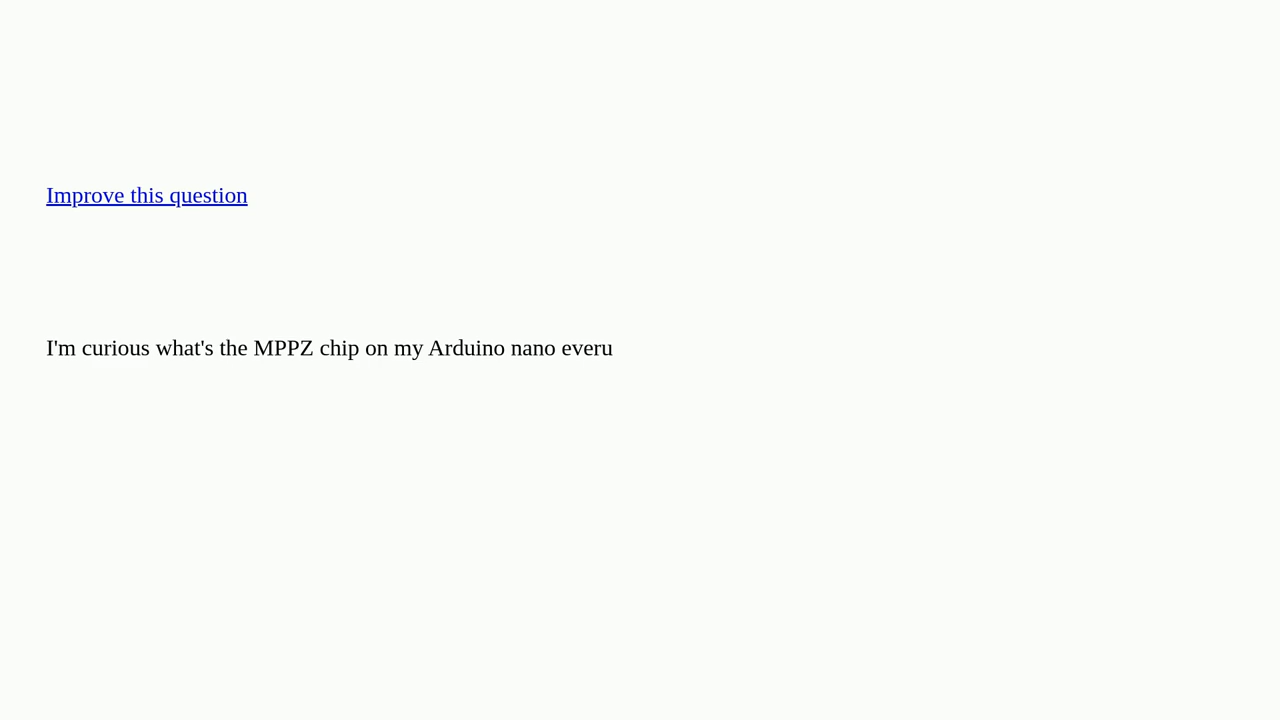 Improve this question
I'm curious what's the MPPZ chip on my Arduino nano everu